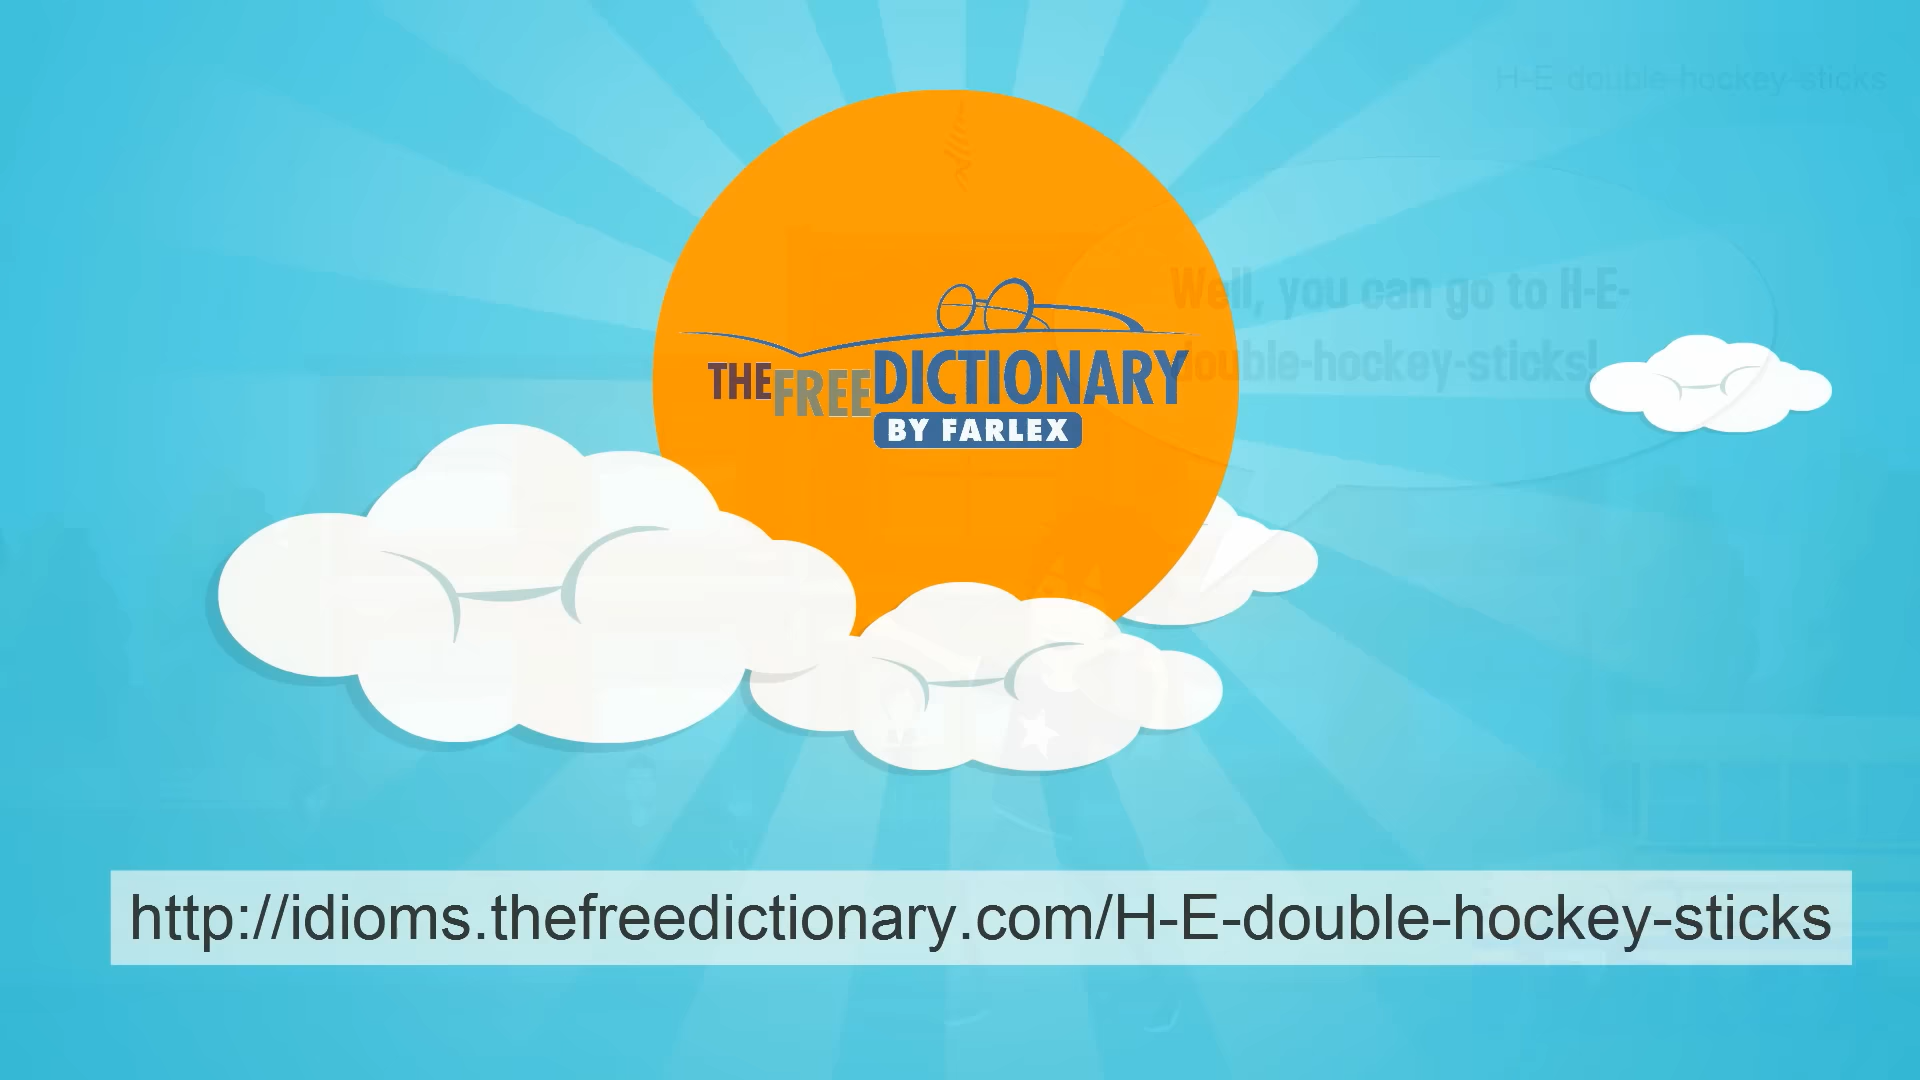 H-E-double-hockey-sticks
Well, you can go to H-E-
double-hockey-sticks!
THE FREE DICTIONARY
BY FARLEX
http://idioms.thefreedictionary.com/H-E-double-hockey-sticks